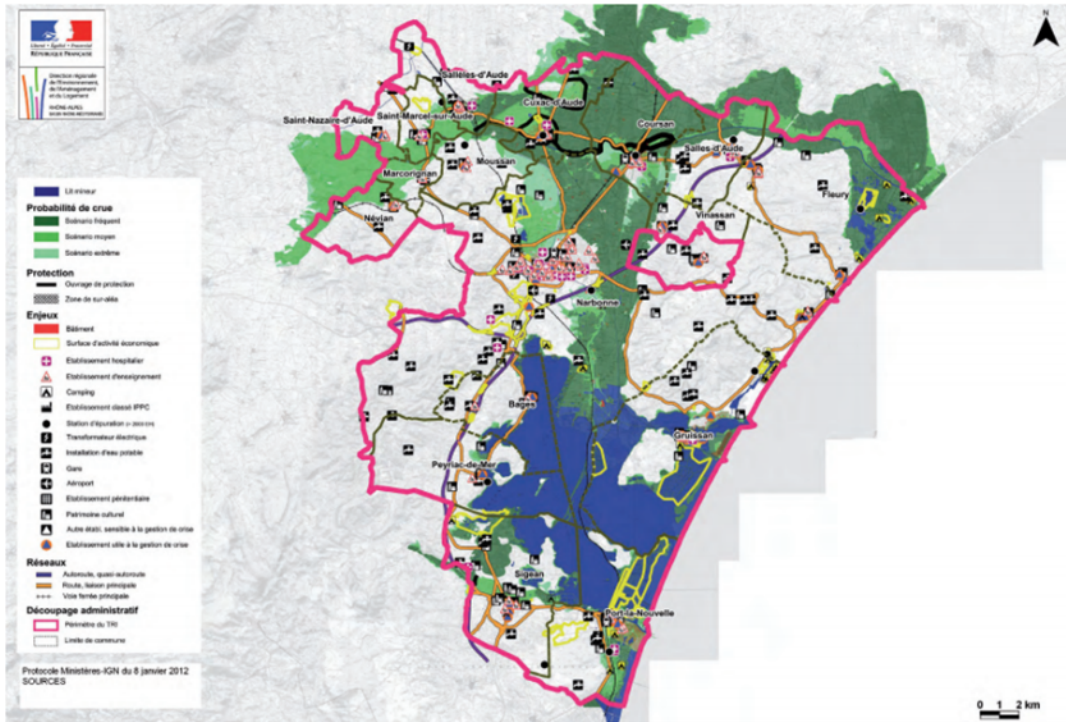 Liberté • Égalité • Fraternité
RÉPUBLIQUE FRANÇAISE
Direction régionale
de l'Environnement,
de l'Aménagement
et du Logement
RHÔNE-ALPES
Lit mineur
Probabilité de crue
Scénario fréquent
Scénario moyen
Scénario extrême
Protection
Ouvrage de protection
Zone de sur-aléa
Enjeux
Bâtiment
Surface d'activité économique
Etablissement hospitalier
Etablissement d'enseignement
Camping
Etablissement classé IPPC
Station d'épuration
Transformateur électrique
Installation d'eau potable
Gare
Aéroport
Etablissement pénitentiaire
Patrimoine culturel
Autre établ. sensible à la gestion de crise
Etablissement utile à la gestion de crise
Réseaux
Autoroute, quasi-autoroute
Route, liaison principale
Voie ferrée principale
Découpage administratif
Périmètre du TRI
Limite de commune
Protocole Ministères-IGN du 8 janvier 2012
SOURCES
N
Sallèles-d'Aude
Cuxac-d'Aude
Saint-Marcel-sur-Aude
Saint-Nazaire-d'Aude
Coursan
Salles-d'Aude
Moussan
Marcorignan
Fleury
Névian
Vinassan
Narbonne
Bages
Gruissan
Peyriac-de-Mer
Sigean
Port-la-Nouvelle
0 1 2 km